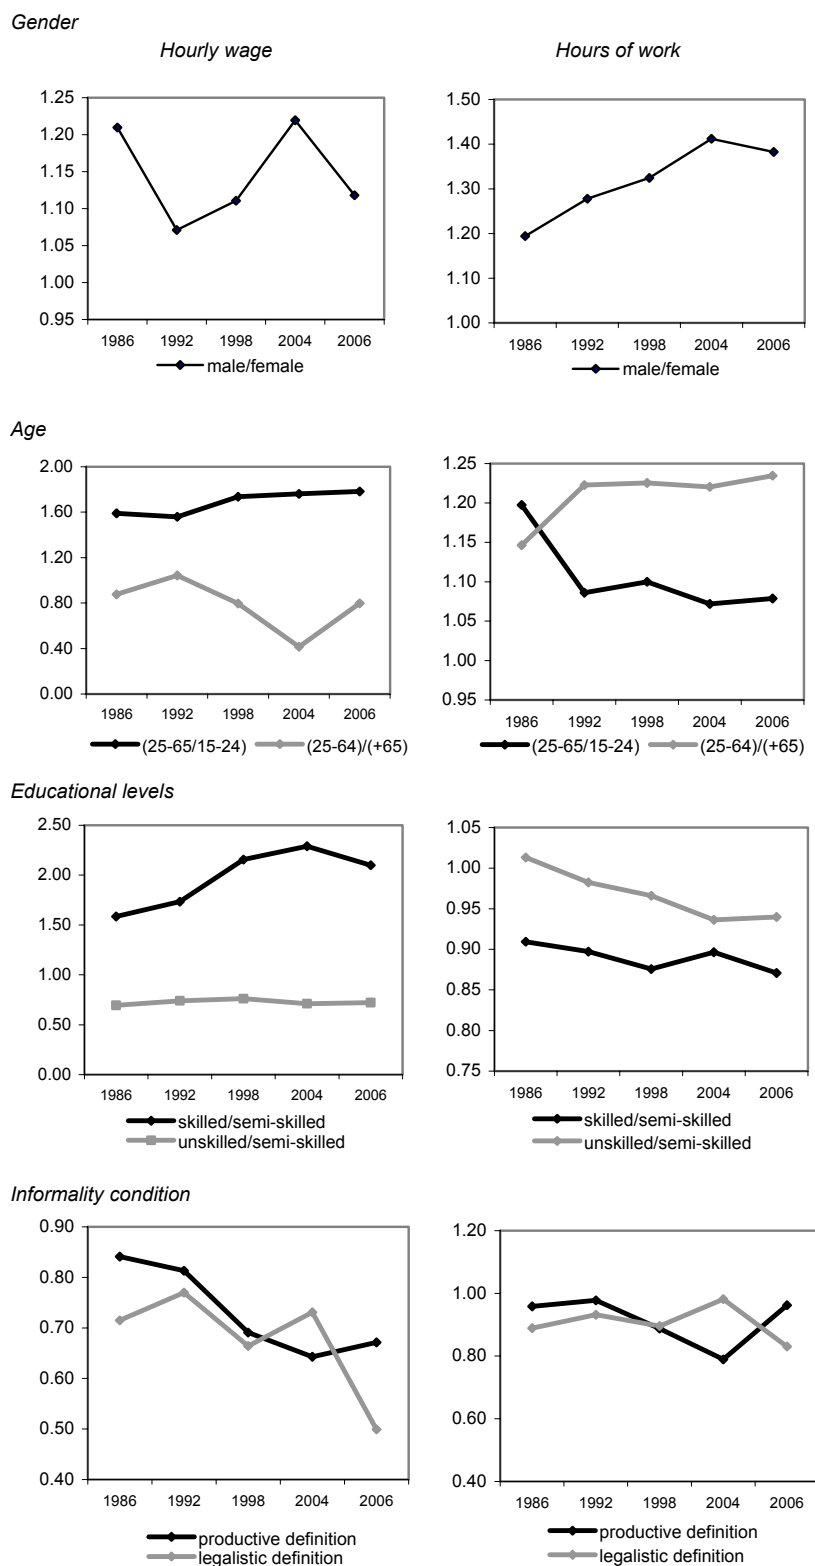 Gender
Hourly wage
Hours of work
1.25
1.20
1.15
1.10
1.05
1.00
0.95
1986 1992 1998 2004 2006
male/female
1.50
1.40
1.30
1.20
1.10
1.00
1986 1992 1998 2004 2006
male/female
Age
2.00
1.60
1.20
0.80
0.40
0.00
1986 1992 1998 2004 2006
(25-65/15-24) (25-64)/(+65)
1.25
1.20
1.15
1.10
1.05
1.00
0.95
1986 1992 1998 2004 2006
(25-65/15-24) (25-64)/(+65)
Educational levels
2.50
2.00
1.50
1.00
0.50
0.00
1986 1992 1998 2004 2006
skilled/semi-skilled
unskilled/semi-skilled
1.05
1.00
0.95
0.90
0.85
0.80
0.75
1986 1992 1998 2004 2006
skilled/semi-skilled
unskilled/semi-skilled
Informality condition
0.90
0.80
0.70
0.60
0.50
0.40
1986 1992 1998 2004 2006
productive definition
legalistic definition
1.20
1.00
0.80
0.60
0.40
1986 1992 1998 2004 2006
productive definition
legalistic definition